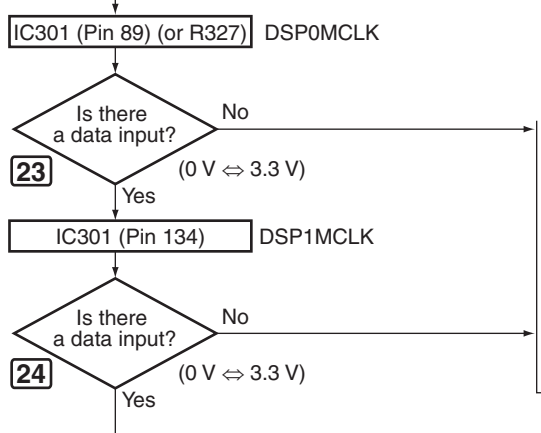 IC301 (Pin 89) (or R327) DSP0MCLK
Is there
a data input?
No
23
(0 V ⇔ 3.3 V)
Yes
IC301 (Pin 134) DSP1MCLK
Is there
a data input?
No
24
(0 V ⇔ 3.3 V)
Yes